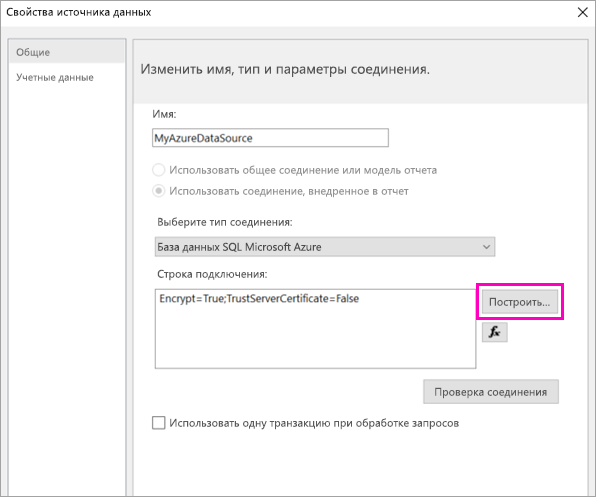 Свойства источника данных
Общие
Учетные данные
Изменить имя, тип и параметры соединения.
Имя:
MyAzureDataSource
Использовать общее соединение или модель отчета
Использовать соединение, внедренное в отчет
Выберите тип соединения:
База данных SQL Microsoft Azure
Строка подключения:
Encrypt=True;TrustServerCertificate=False
Построить...
fx
Проверка соединения
Использовать одну транзакцию при обработке запросов